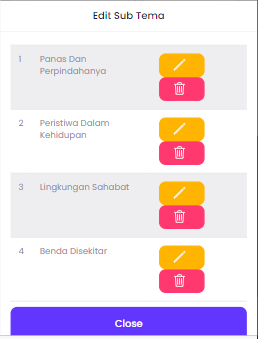 Edit Sub Tema
1 Panas Dan
Perpindahanya
2 Peristiwa Dalam
Kehidupan
3 Lingkungan Sahabat
4 Benda Disekitar
Close